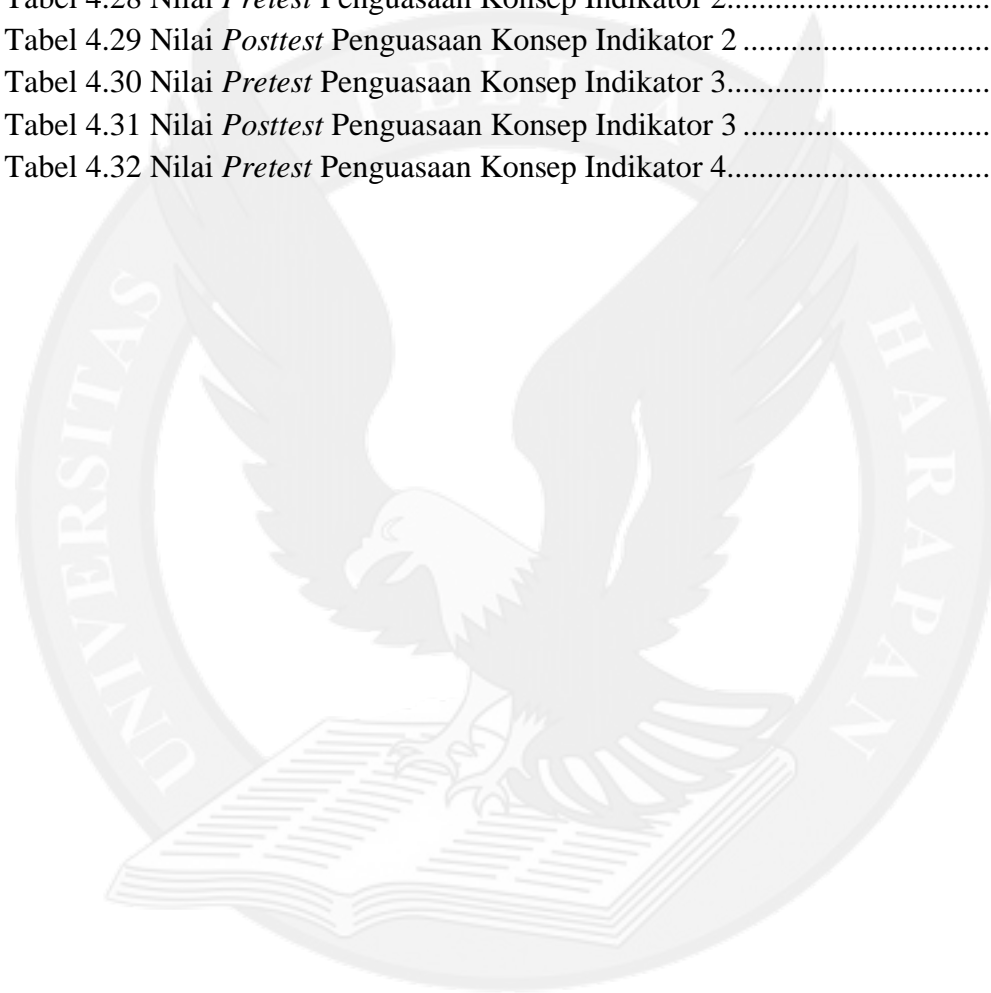 Tabel 4.28 Nilai Pretest Penguasaan Konsep Indikator 2................................
Tabel 4.29 Nilai Posttest Penguasaan Konsep Indikator 2 ..............................
Tabel 4.30 Nilai Pretest Penguasaan Konsep Indikator 3................................
Tabel 4.31 Nilai Posttest Penguasaan Konsep Indikator 3 ..............................
Tabel 4.32 Nilai Pretest Penguasaan Konsep Indikator 4................................
UNIVERSITAS PELITA HARAPAN